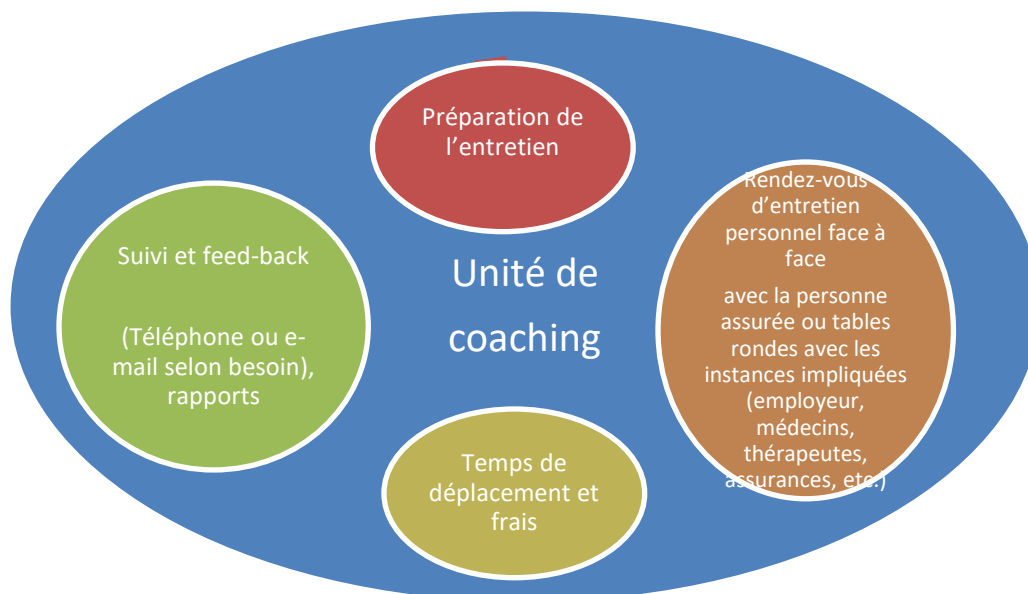 Préparation de
l’entretien
Rendez-vous
d’entretien
personnel face à
face
avec la personne
assurée ou tables
rondes avec les
instances impliquées
(employeur,
médecins,
thérapeutes,
assurances, etc.)
Suivi et feed-back
(Téléphone ou e-
mail selon besoin),
rapports
Unité de
coaching
Temps de
déplacement et
frais